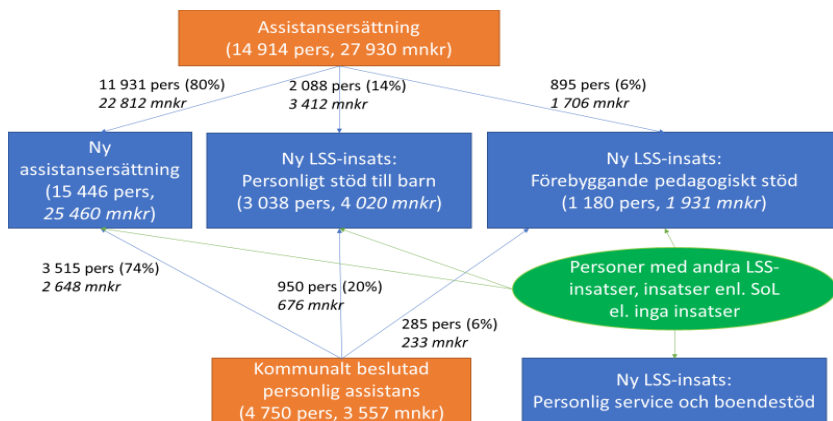 Assistansersättning
(14 914 pers, 27 930 mnkr)
11 931 pers (80%)
22 812 mnkr
2 088 pers (14%)
3 412 mnkr
895 pers (6%)
1 706 mnkr
Ny
assistansersättning
(15 446 pers,
25 460 mnkr)
Ny LSS-insats:
Personligt stöd till barn
(3 038 pers, 4 020 mnkr)
Ny LSS-insats:
Förebyggande pedagogiskt stöd
(1 180 pers, 1 931 mnkr)
3 515 pers (74%)
2 648 mnkr
950 pers (20%)
676 mnkr
285 pers (6%)
233 mnkr
Personer med andra LSS-
insatser, insatser enl. SoL
el. inga insatser
Kommunalt beslutad
personlig assistans
(4 750 pers, 3 557 mnkr)
Ny LSS-insats:
Personlig service och boendestöd